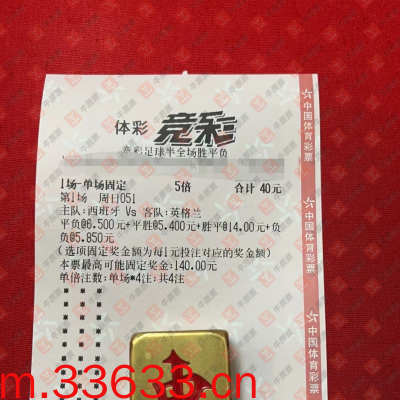 体彩 竞彩
竞彩足球半全场胜平负
1场-单场固定 5倍 合计 40元
第1场 周日051
主队:西班牙 Vs 客队:英格兰
平负@8.500元+平胜@5.400元+胜平@14.00元+负
负@5.850元
(选项固定奖金额为每1元投注对应的奖金额)
本票最高可能固定奖金:140.00元
单倍注数:单场*4注;共4注
中国体育彩票
中国体育彩票
中国体育彩票
m.33633.cn